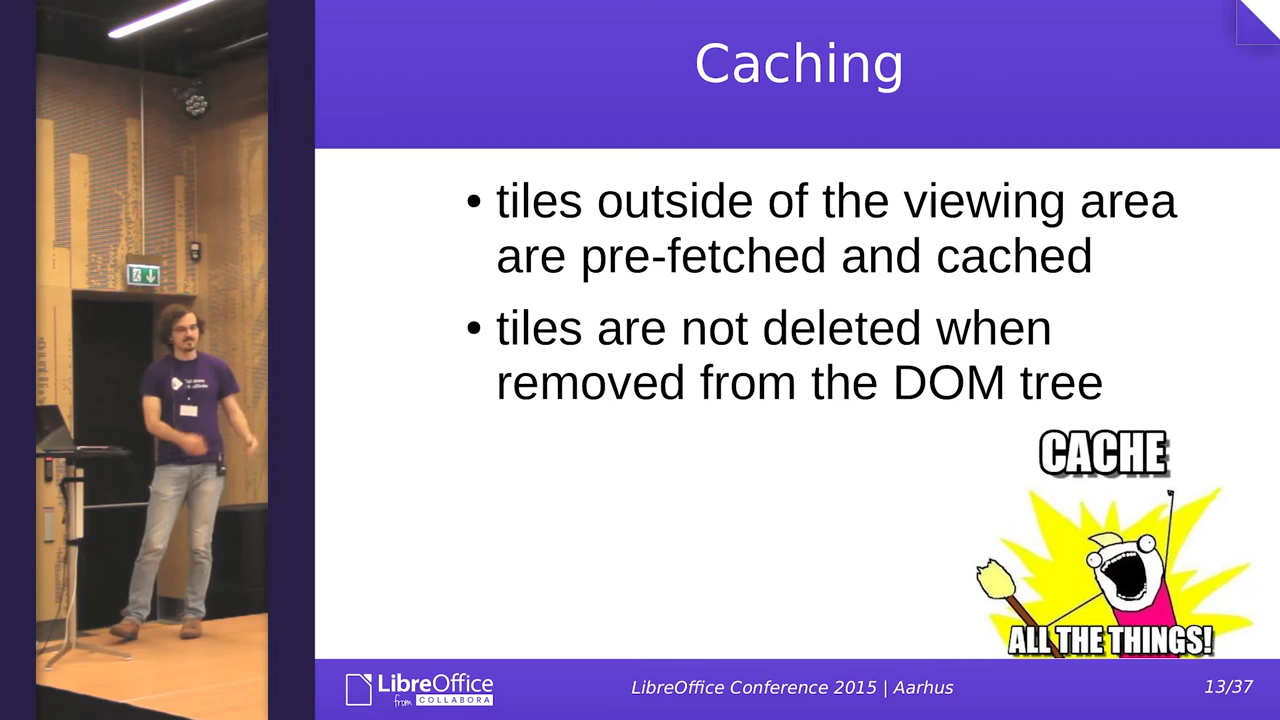 Caching
• tiles outside of the viewing area
are pre-fetched and cached
• tiles are not deleted when
removed from the DOM tree
CACHE
ALL THE THINGS!
LibreOffice
from COLLABORA
LibreOffice Conference 2015 | Aarhus
13/37